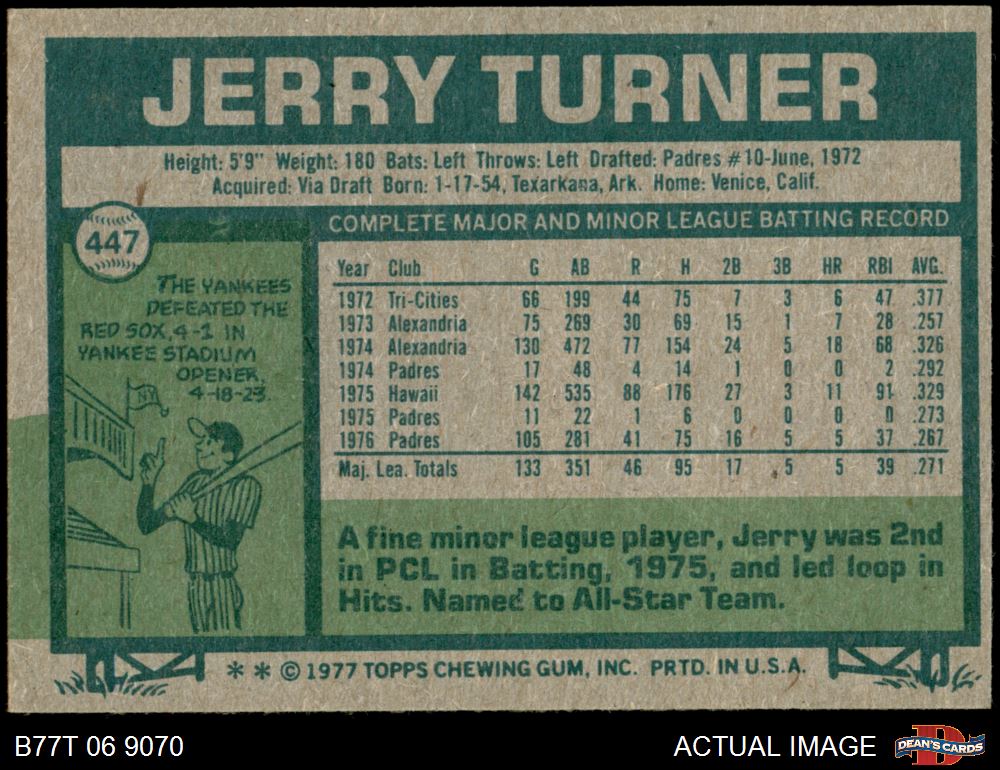 JERRY TURNER
Height: 5'9" Weight: 180 Bats: Left Throws: Left Drafted: Padres #10-June, 1972
Acquired: Via Draft Born: 1-17-54, Texarkana, Ark. Home: Venice, Calif.
447
THE YANKEES
DEFEATED THE
RED SOX, 4-1 IN
YANKEE STADIUM
OPENER,
4-18-23.
NY
COMPLETE MAJOR AND MINOR LEAGUE BATTING RECORD
Year Club G AB R H 2B 3B HR RBI AVG.
1972 Tri-Cities 66 199 44 75 7 3 6 47 .377
1973 Alexandria 75 269 30 69 15 1 7 28 .257
1974 Alexandria 130 472 77 154 24 5 18 68 .326
1974 Padres 17 48 4 14 1 0 0 2 .292
1975 Hawaii 142 535 88 176 27 3 11 91 .329
1975 Padres 11 22 1 6 0 0 0 0 .273
1976 Padres 105 281 41 75 16 5 5 37 .267
Maj. Lea. Totals 133 351 46 95 17 5 5 39 .271
A fine minor league player, Jerry was 2nd
in PCL in Batting, 1975, and led loop in
Hits. Named to All-Star Team.
* * © 1977 TOPPS CHEWING GUM, INC. PRTD. IN U.S.A.
B77T 06 9070
ACTUAL IMAGE
DEAN'S CARDS